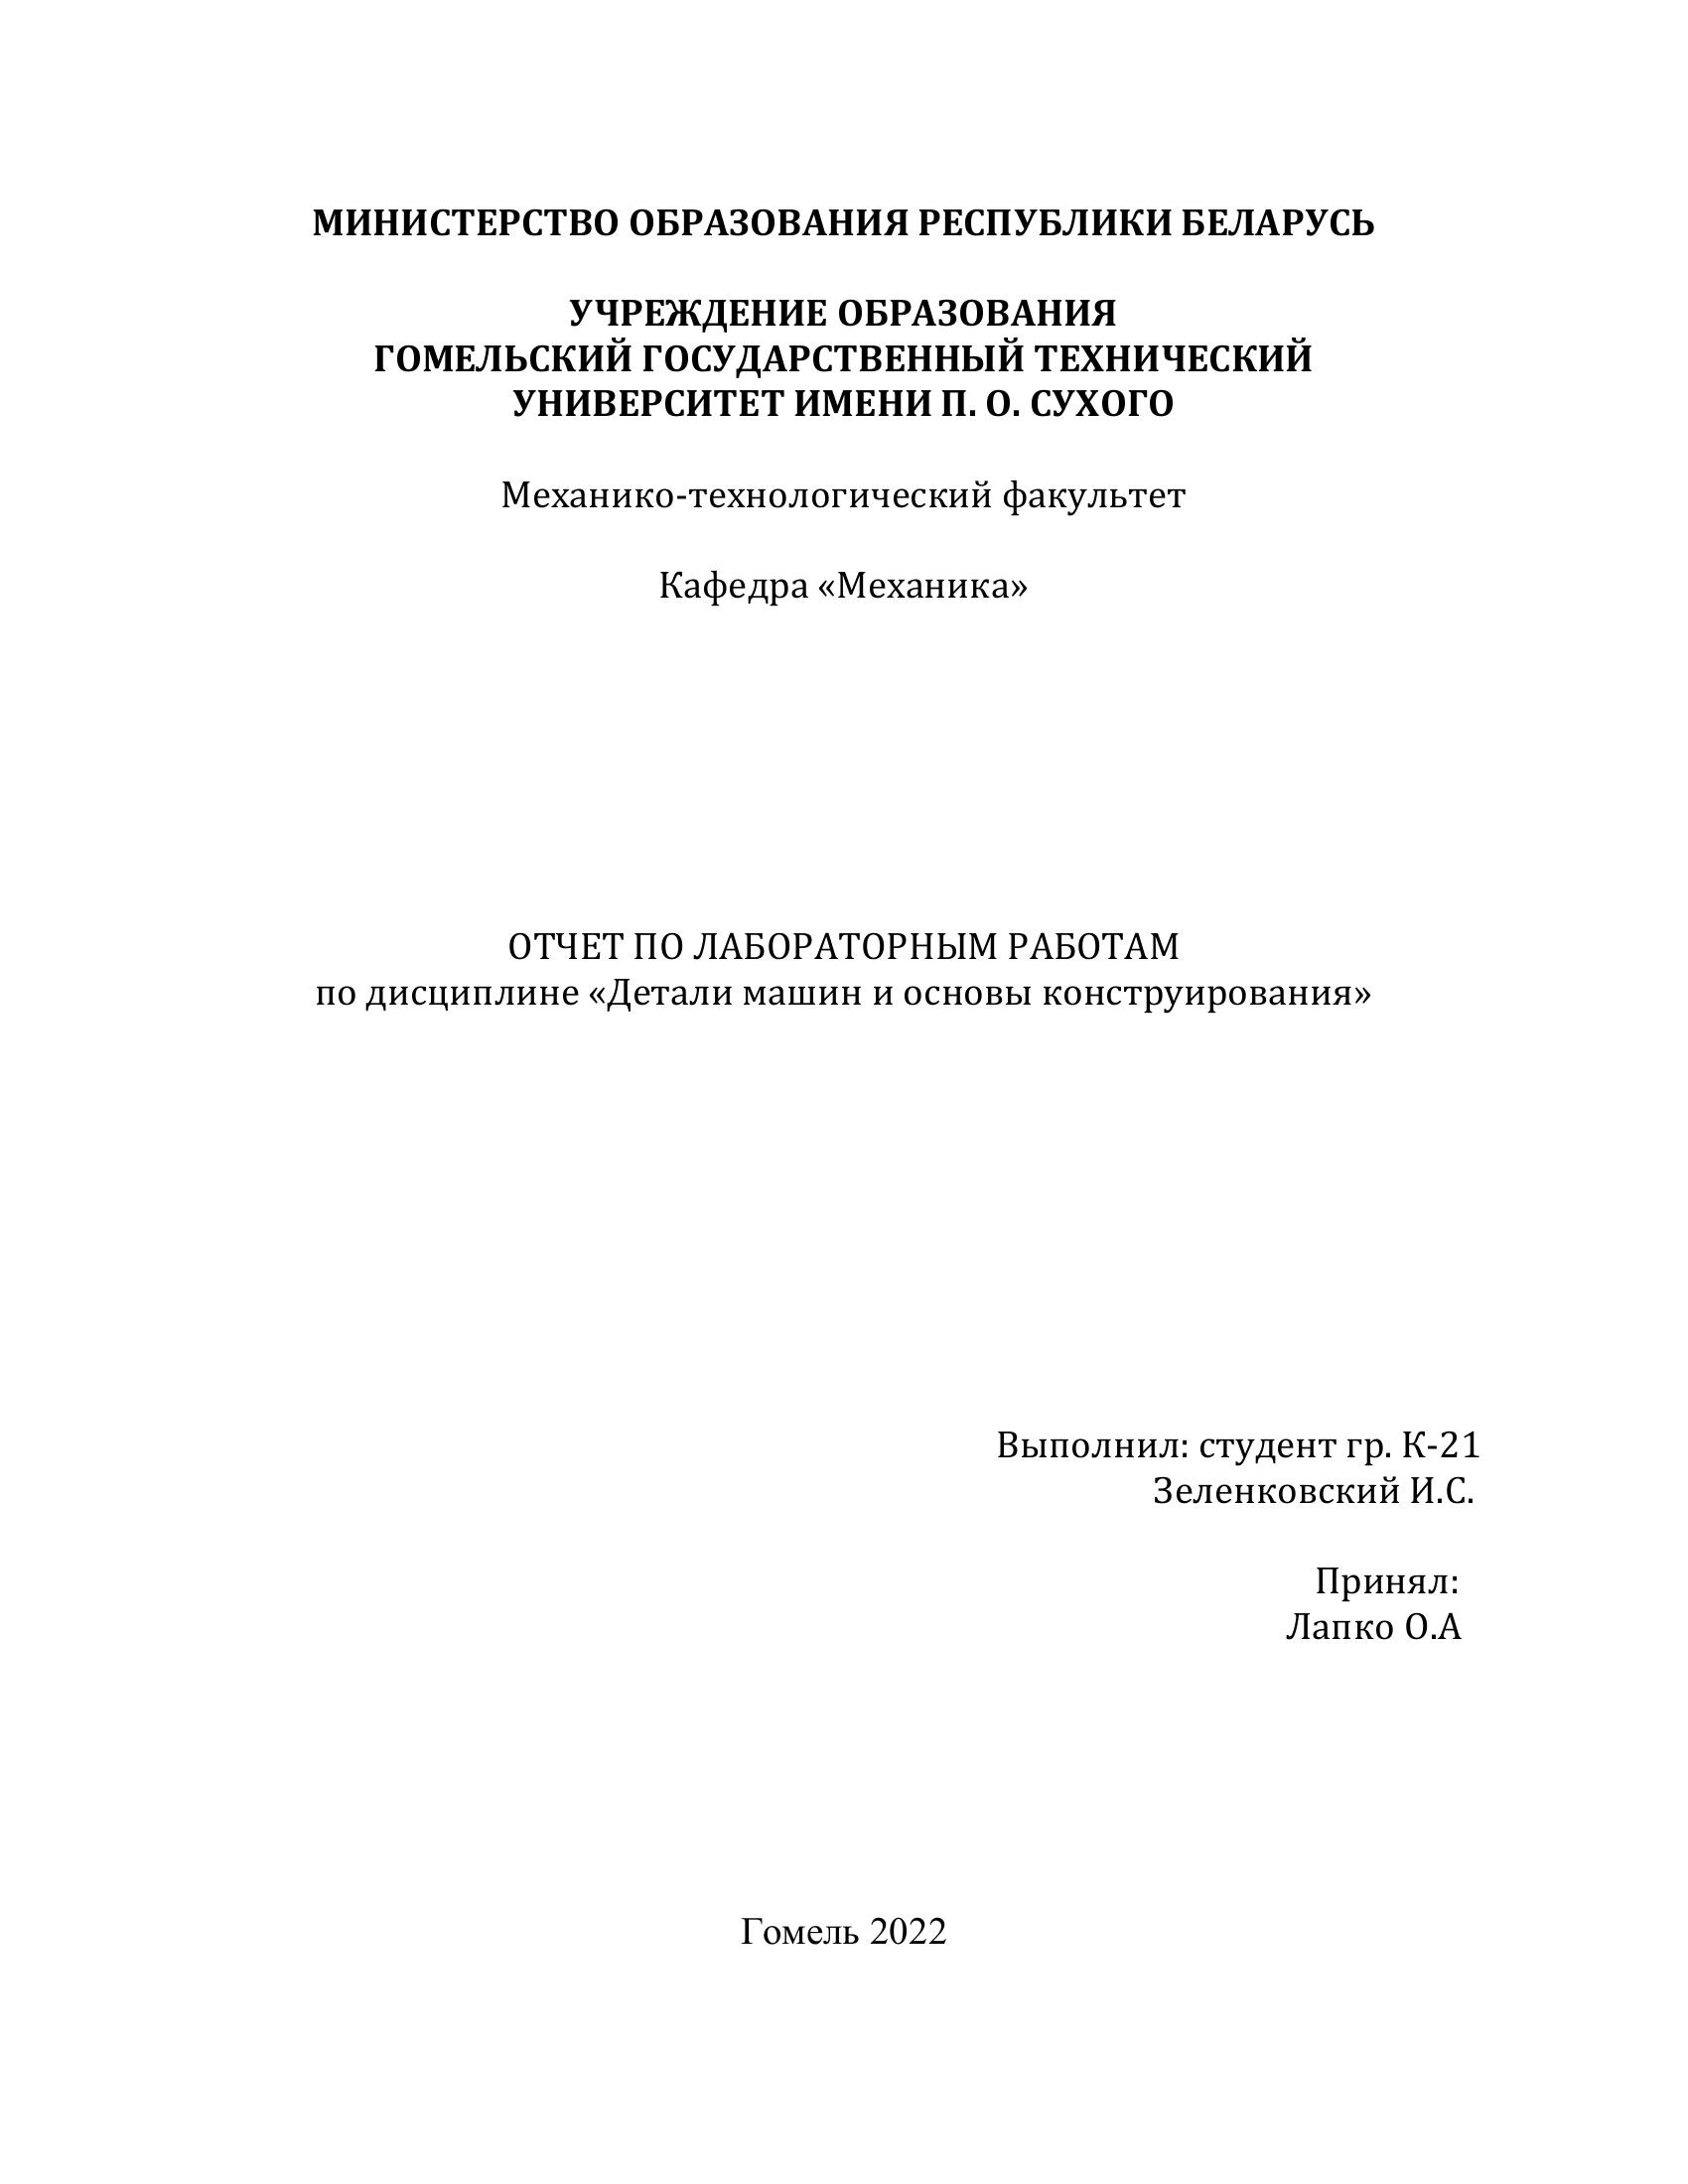 МИНИСТЕРСТВО ОБРАЗОВАНИЯ РЕСПУБЛИКИ БЕЛАРУСЬ
УЧРЕЖДЕНИЕ ОБРАЗОВАНИЯ
ГОМЕЛЬСКИЙ ГОСУДАРСТВЕННЫЙ ТЕХНИЧЕСКИЙ
УНИВЕРСИТЕТ ИМЕНИ П. О. СУХОГО
Механико-технологический факультет
Кафедра «Механика»
ОТЧЕТ ПО ЛАБОРАТОРНЫМ РАБОТАМ
по дисциплине «Детали машин и основы конструирования»
Выполнил: студент гр. К-21
Зеленковский И.С.
Принял:
Лапко О.А
Гомель 2022